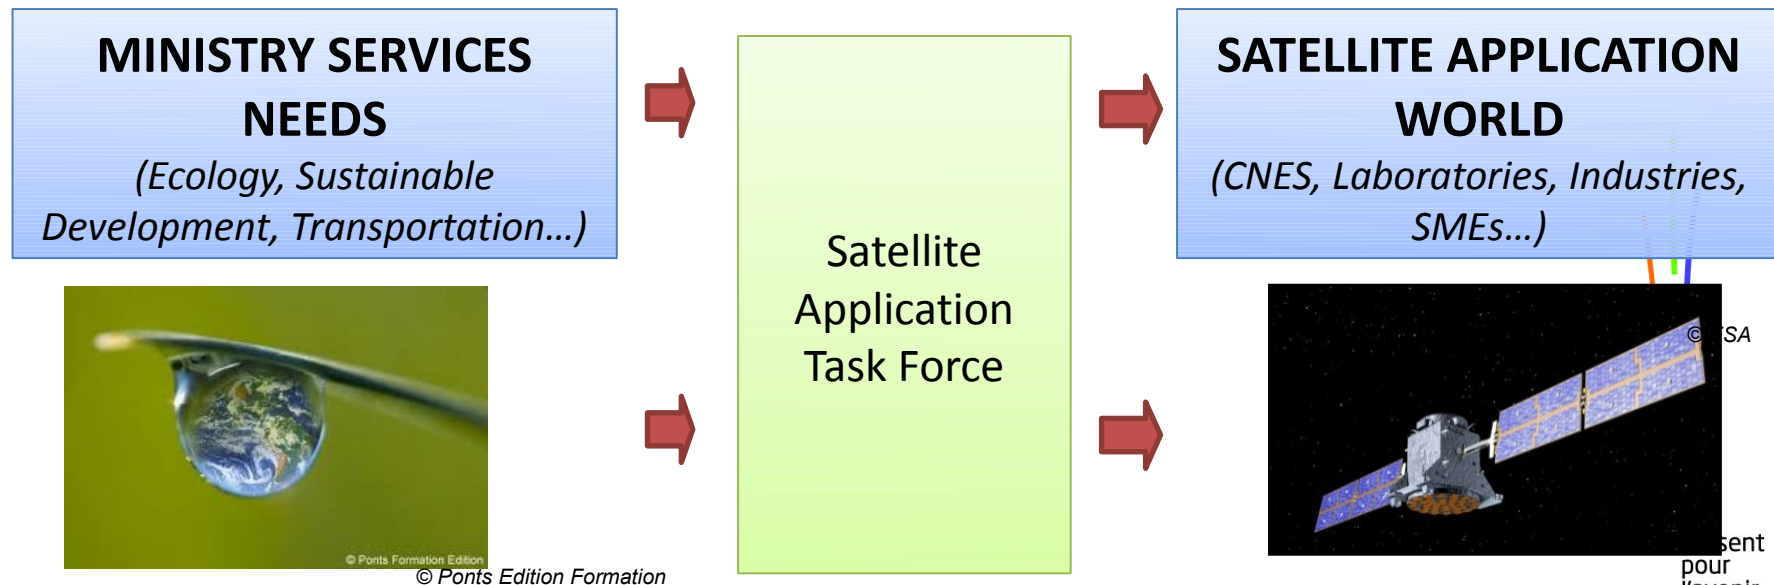 MINISTRY SERVICES
NEEDS
(Ecology, Sustainable
Development, Transportation…)
Satellite
Application
Task Force
SATELLITE APPLICATION
WORLD
(CNES, Laboratories, Industries,
SMEs…)
© Ponts Formation Edition
© Ponts Edition Formation
pour